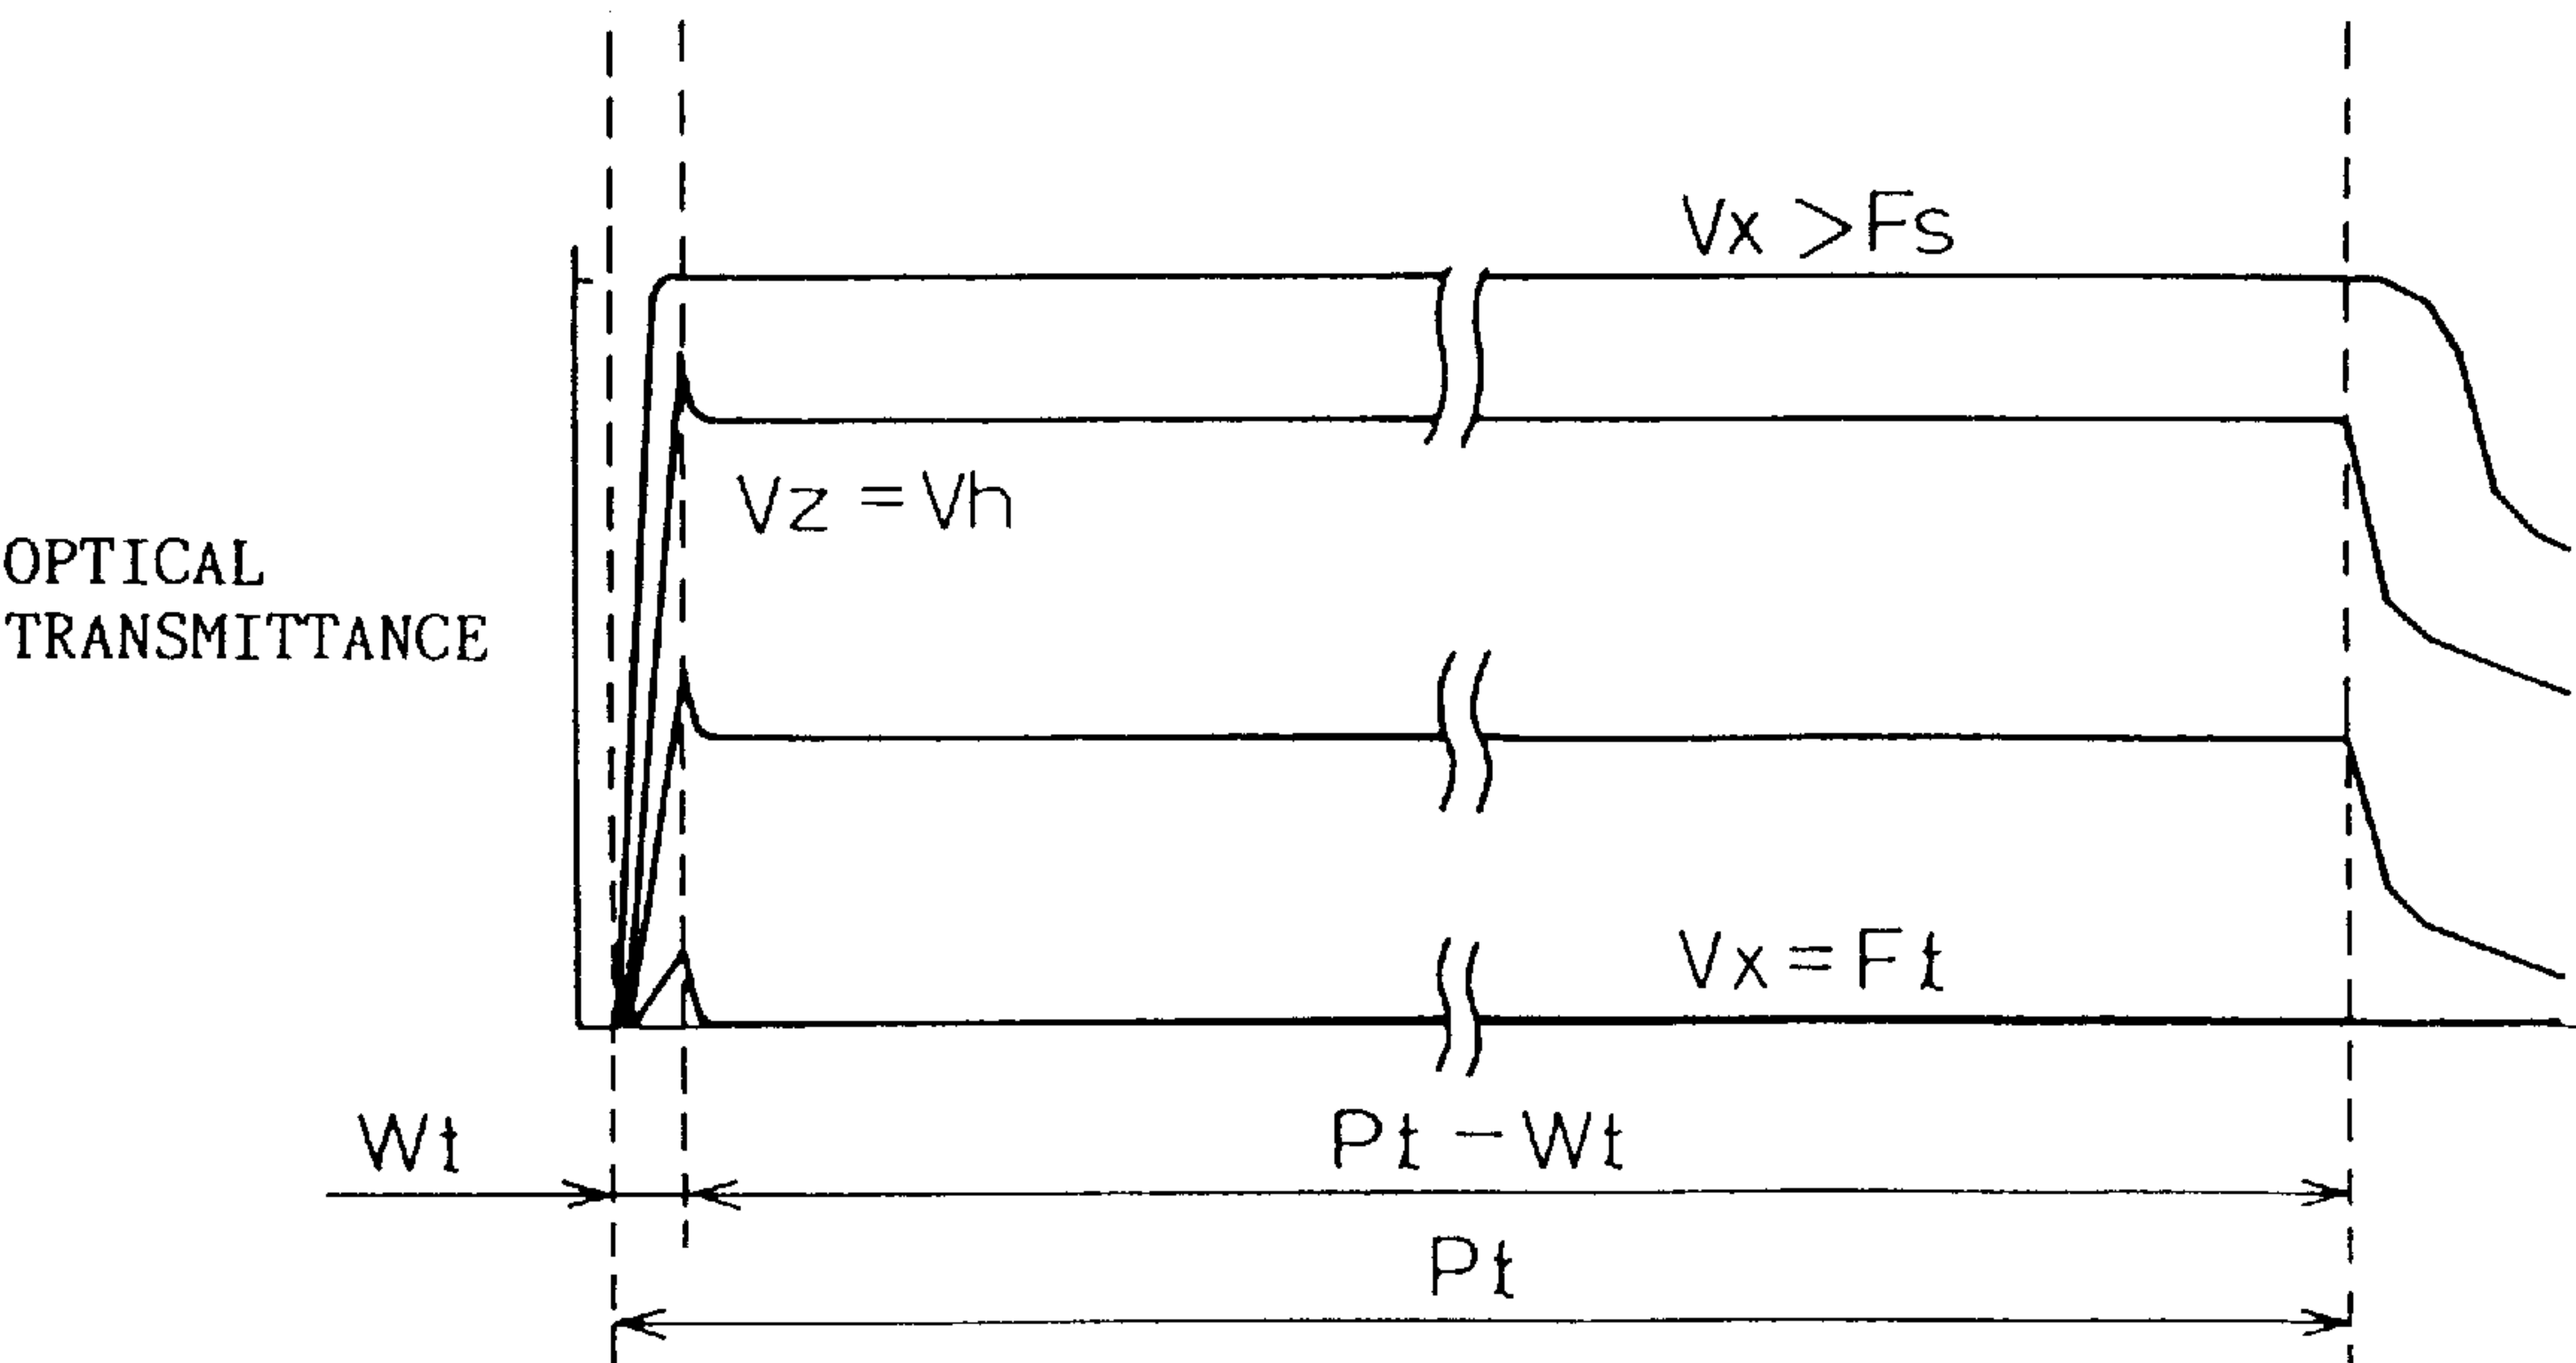 Vx >Fs
Vz = Vh
OPTICAL
TRANSMITTANCE
Vx = Ft
Wt
Pt - Wt
Pt